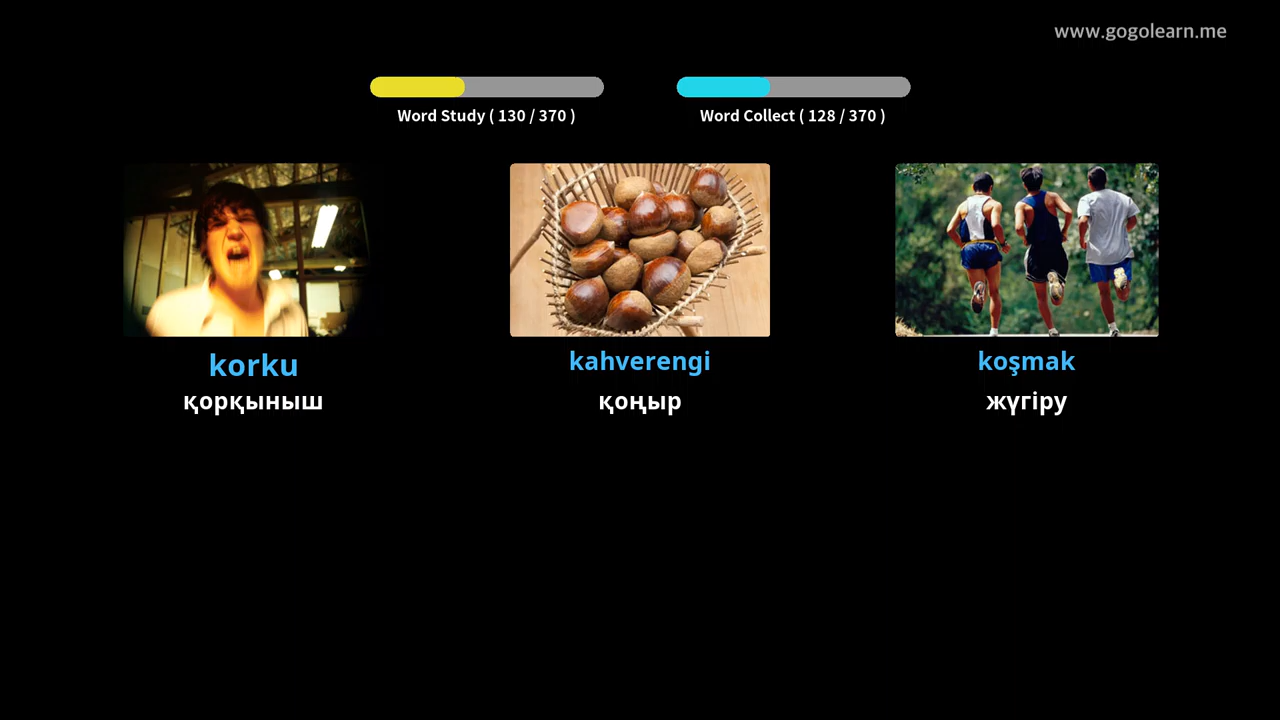 www.gogolearn.me
Word Study ( 130 / 370 )
Word Collect ( 128 / 370 )
korku
kahverengi
koşmak
қорқыныш
қоңыр
жүгіру